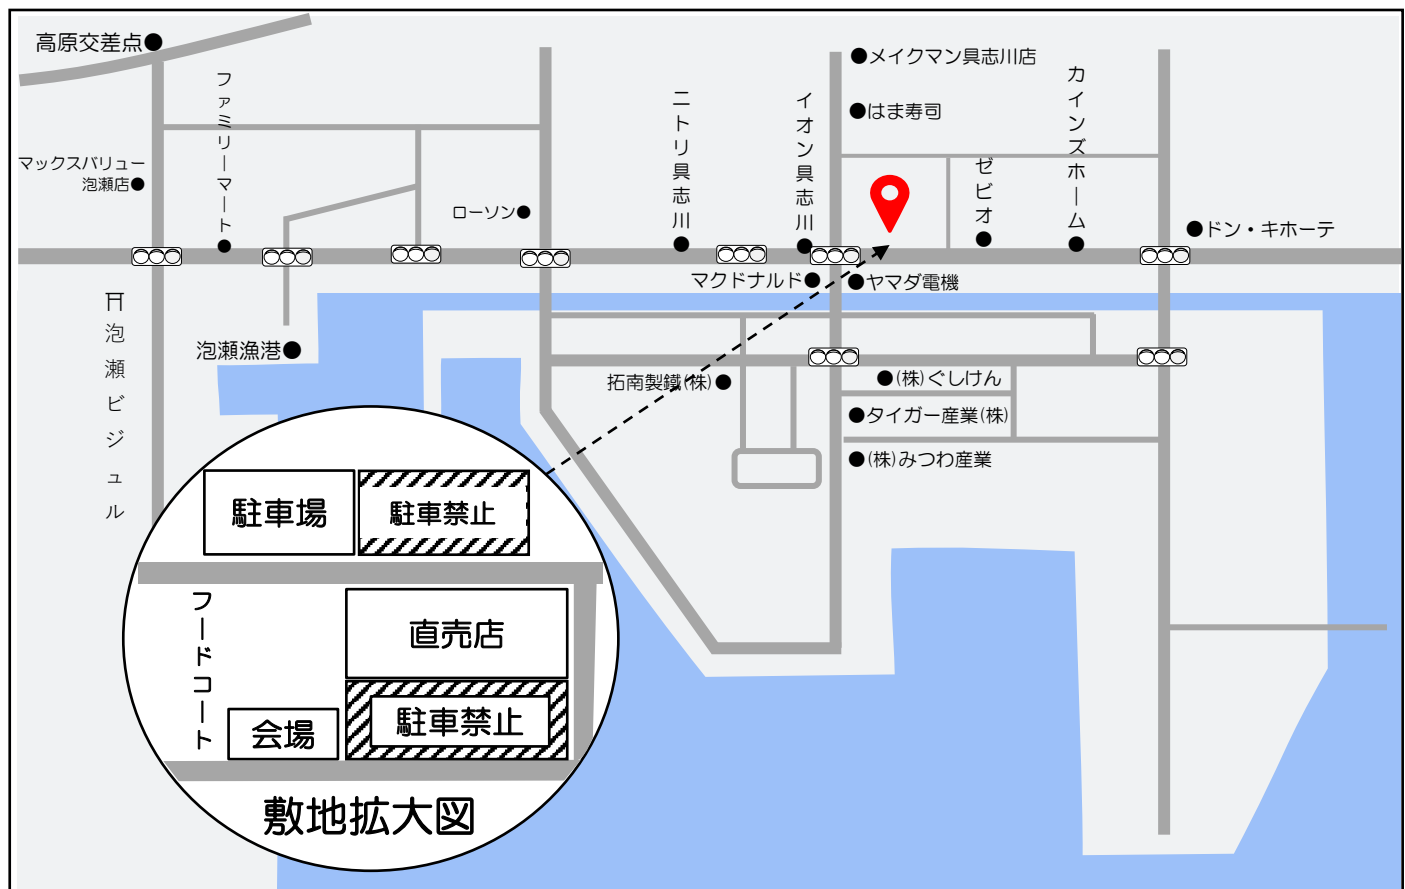 高原交差点
ファミリーマート
マックスバリュー
泡瀬店
ローソン
ニトリ具志川
イオン具志川
メイクマン具志川店
はま寿司
カインズホーム
ゼビオ
ドン・キホーテ
マクドナルド
ヤマダ電機
泡瀬ビジュル
泡瀬漁港
拓南製鐵(株)
(株)ぐしけん
タイガー産業(株)
(株)みつわ産業
駐車場
駐車禁止
フードコート
直売店
駐車禁止
会場
敷地拡大図